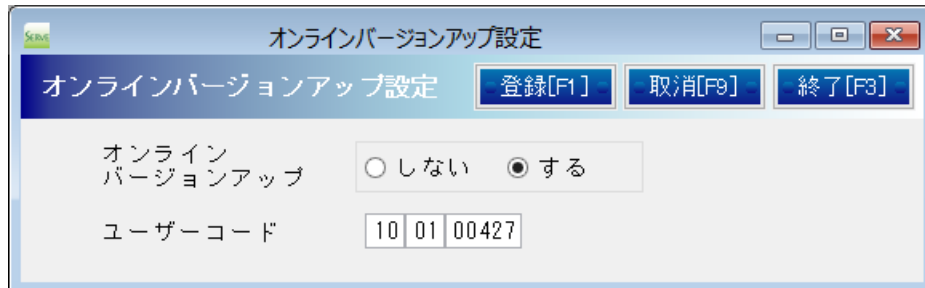 SERVE
オンラインバージョンアップ設定
オンラインバージョンアップ設定 登録[F1] 取消[F9] 終了[F3]
オンライン
バージョンアップ
しない する
ユーザーコード 10 01 00427